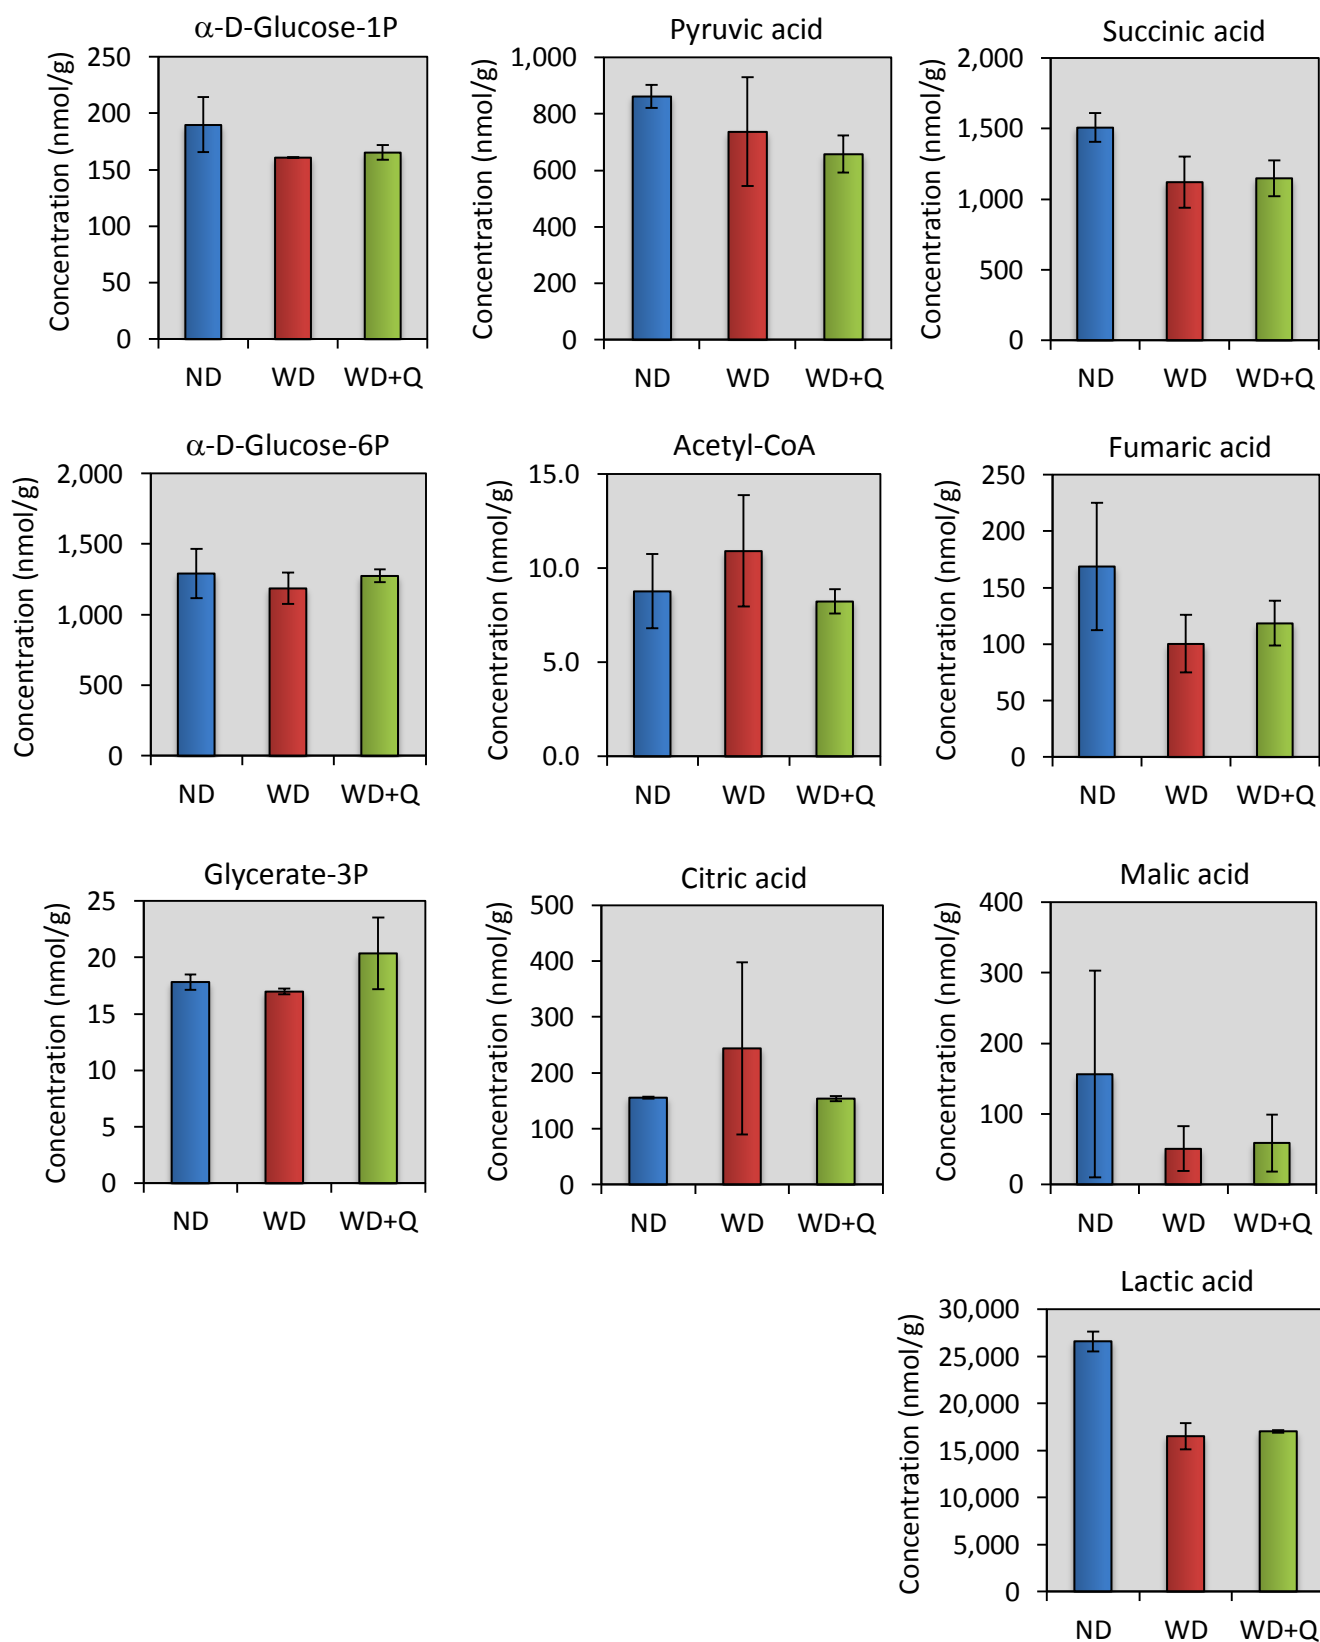 α-D-Glucose-1P
Concentration (nmol/g)
250
200
150
100
50
0
ND WD WD+Q
Pyruvic acid
Concentration (nmol/g)
1,000
800
600
400
200
0
ND WD WD+Q
Succinic acid
Concentration (nmol/g)
2,000
1,500
1,000
500
0
ND WD WD+Q
α-D-Glucose-6P
Concentration (nmol/g)
2,000
1,500
1,000
500
0
ND WD WD+Q
Acetyl-CoA
Concentration (nmol/g)
15.0
10.0
5.0
0.0
ND WD WD+Q
Fumaric acid
Concentration (nmol/g)
250
200
150
100
50
0
ND WD WD+Q
Glycerate-3P
Concentration (nmol/g)
25
20
15
10
5
0
ND WD WD+Q
Citric acid
Concentration (nmol/g)
500
400
300
200
100
0
ND WD WD+Q
Malic acid
Concentration (nmol/g)
400
300
200
100
0
ND WD WD+Q
Lactic acid
Concentration (nmol/g)
30,000
25,000
20,000
15,000
10,000
5,000
0
ND WD WD+Q